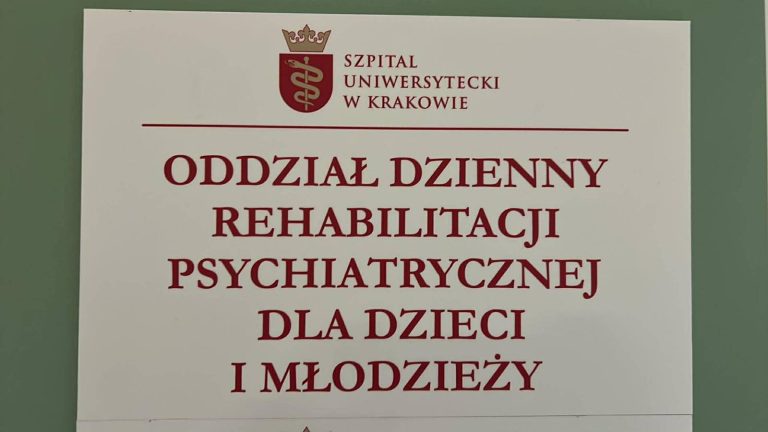 SZPITAL
UNIWERSYTECKI
W KRAKOWIE
ODDZIAŁ DZIENNY
REHABILITACJI
PSYCHIATRYCZNEJ
DLA DZIECI
I MŁODZIEŻY